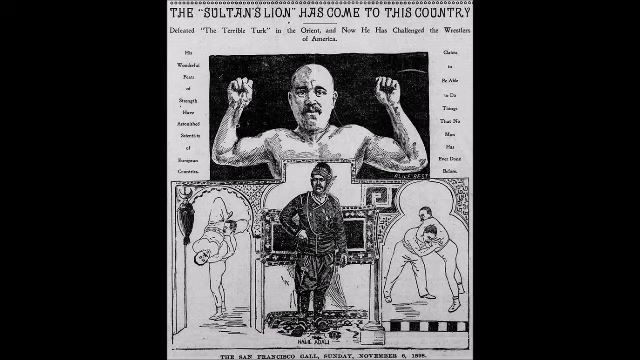 THE "SULTAN'S LION" HAS COME TO THIS COUNTRY
Defeated "The Terrible Turk" in the Orient, and Now He Has Challenged the Wrestlers
of America.
His
Wonderful
Feats
of
Strength
Have
Astonished
Scientists
of
European
Countries.
Claims
to
Be Able
to Do
Things
That No
Man
Has
Ever Done
Before.
ALICE BEST
HALIL ADALI
THE SAN FRANCISCO CALL, SUNDAY, NOVEMBER 6, 1898.